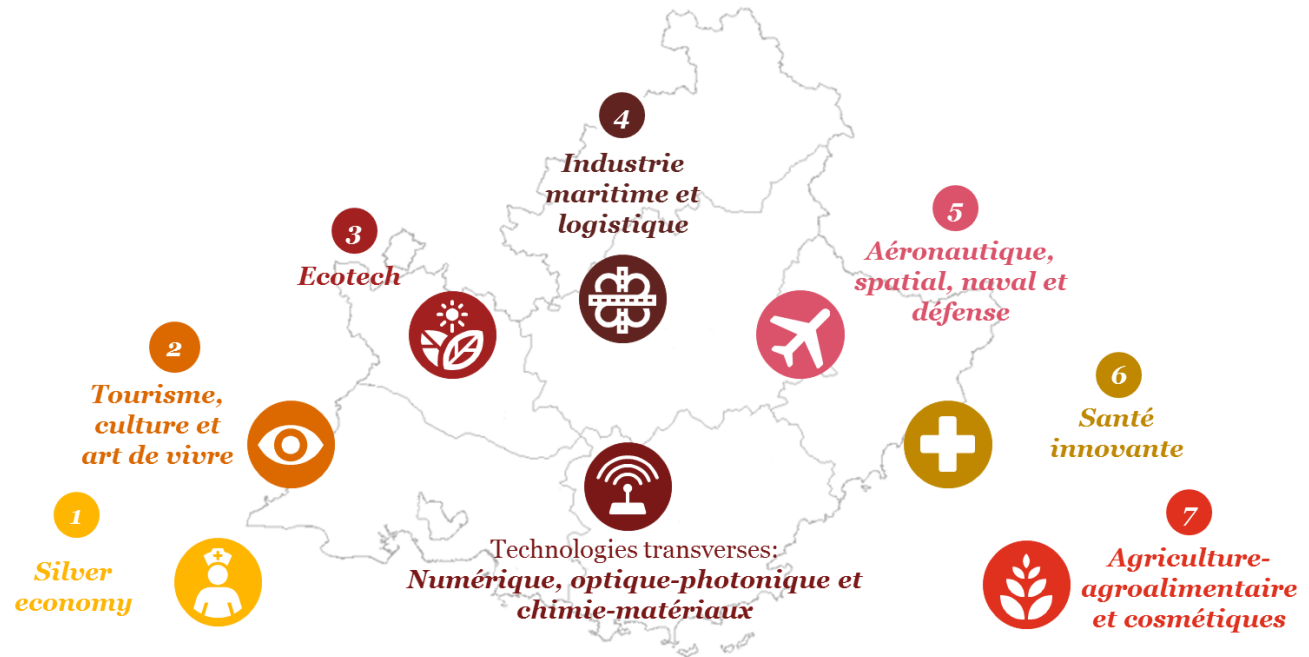 1
Silver
economy
2
Tourisme,
culture et
art de vivre
3
Ecotech
4
Industrie
maritime et
logistique
5
Aéronautique,
spatial, naval et
défense
6
Santé
innovante
7
Agriculture-
agroalimentaire
et cosmétiques
Technologies transverses:
Numérique, optique-photonique et
chimie-matériaux